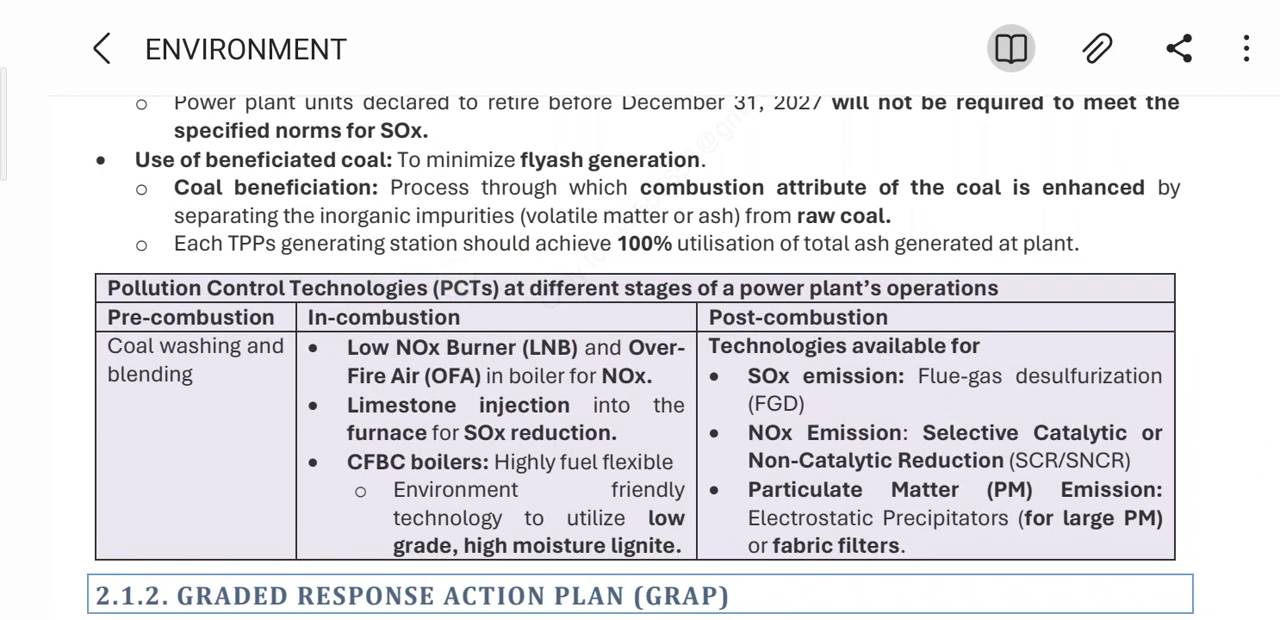 ENVIRONMENT
Power plant units declared to retire before December 31, 2027 will not be required to meet the
specified norms for SOx.
Use of beneficiated coal: To minimize flyash generation.
Coal beneficiation: Process through which combustion attribute of the coal is enhanced by
separating the inorganic impurities (volatile matter or ash) from raw coal.
Each TPPs generating station should achieve 100% utilisation of total ash generated at plant.
Pollution Control Technologies (PCTs) at different stages of a power plant’s operations
Pre-combustion
Coal washing and
blending
In-combustion
Low NOx Burner (LNB) and Over-
Fire Air (OFA) in boiler for NOx.
Limestone injection into the
furnace for SOx reduction.
CFBC boilers: Highly fuel flexible
Environment friendly
technology to utilize low
grade, high moisture lignite.
Post-combustion
Technologies available for
SOx emission: Flue-gas desulfurization
(FGD)
NOx Emission: Selective Catalytic or
Non-Catalytic Reduction (SCR/SNCR)
Particulate Matter (PM) Emission:
Electrostatic Precipitators (for large PM)
or fabric filters.
2.1.2. GRADED RESPONSE ACTION PLAN (GRAP)